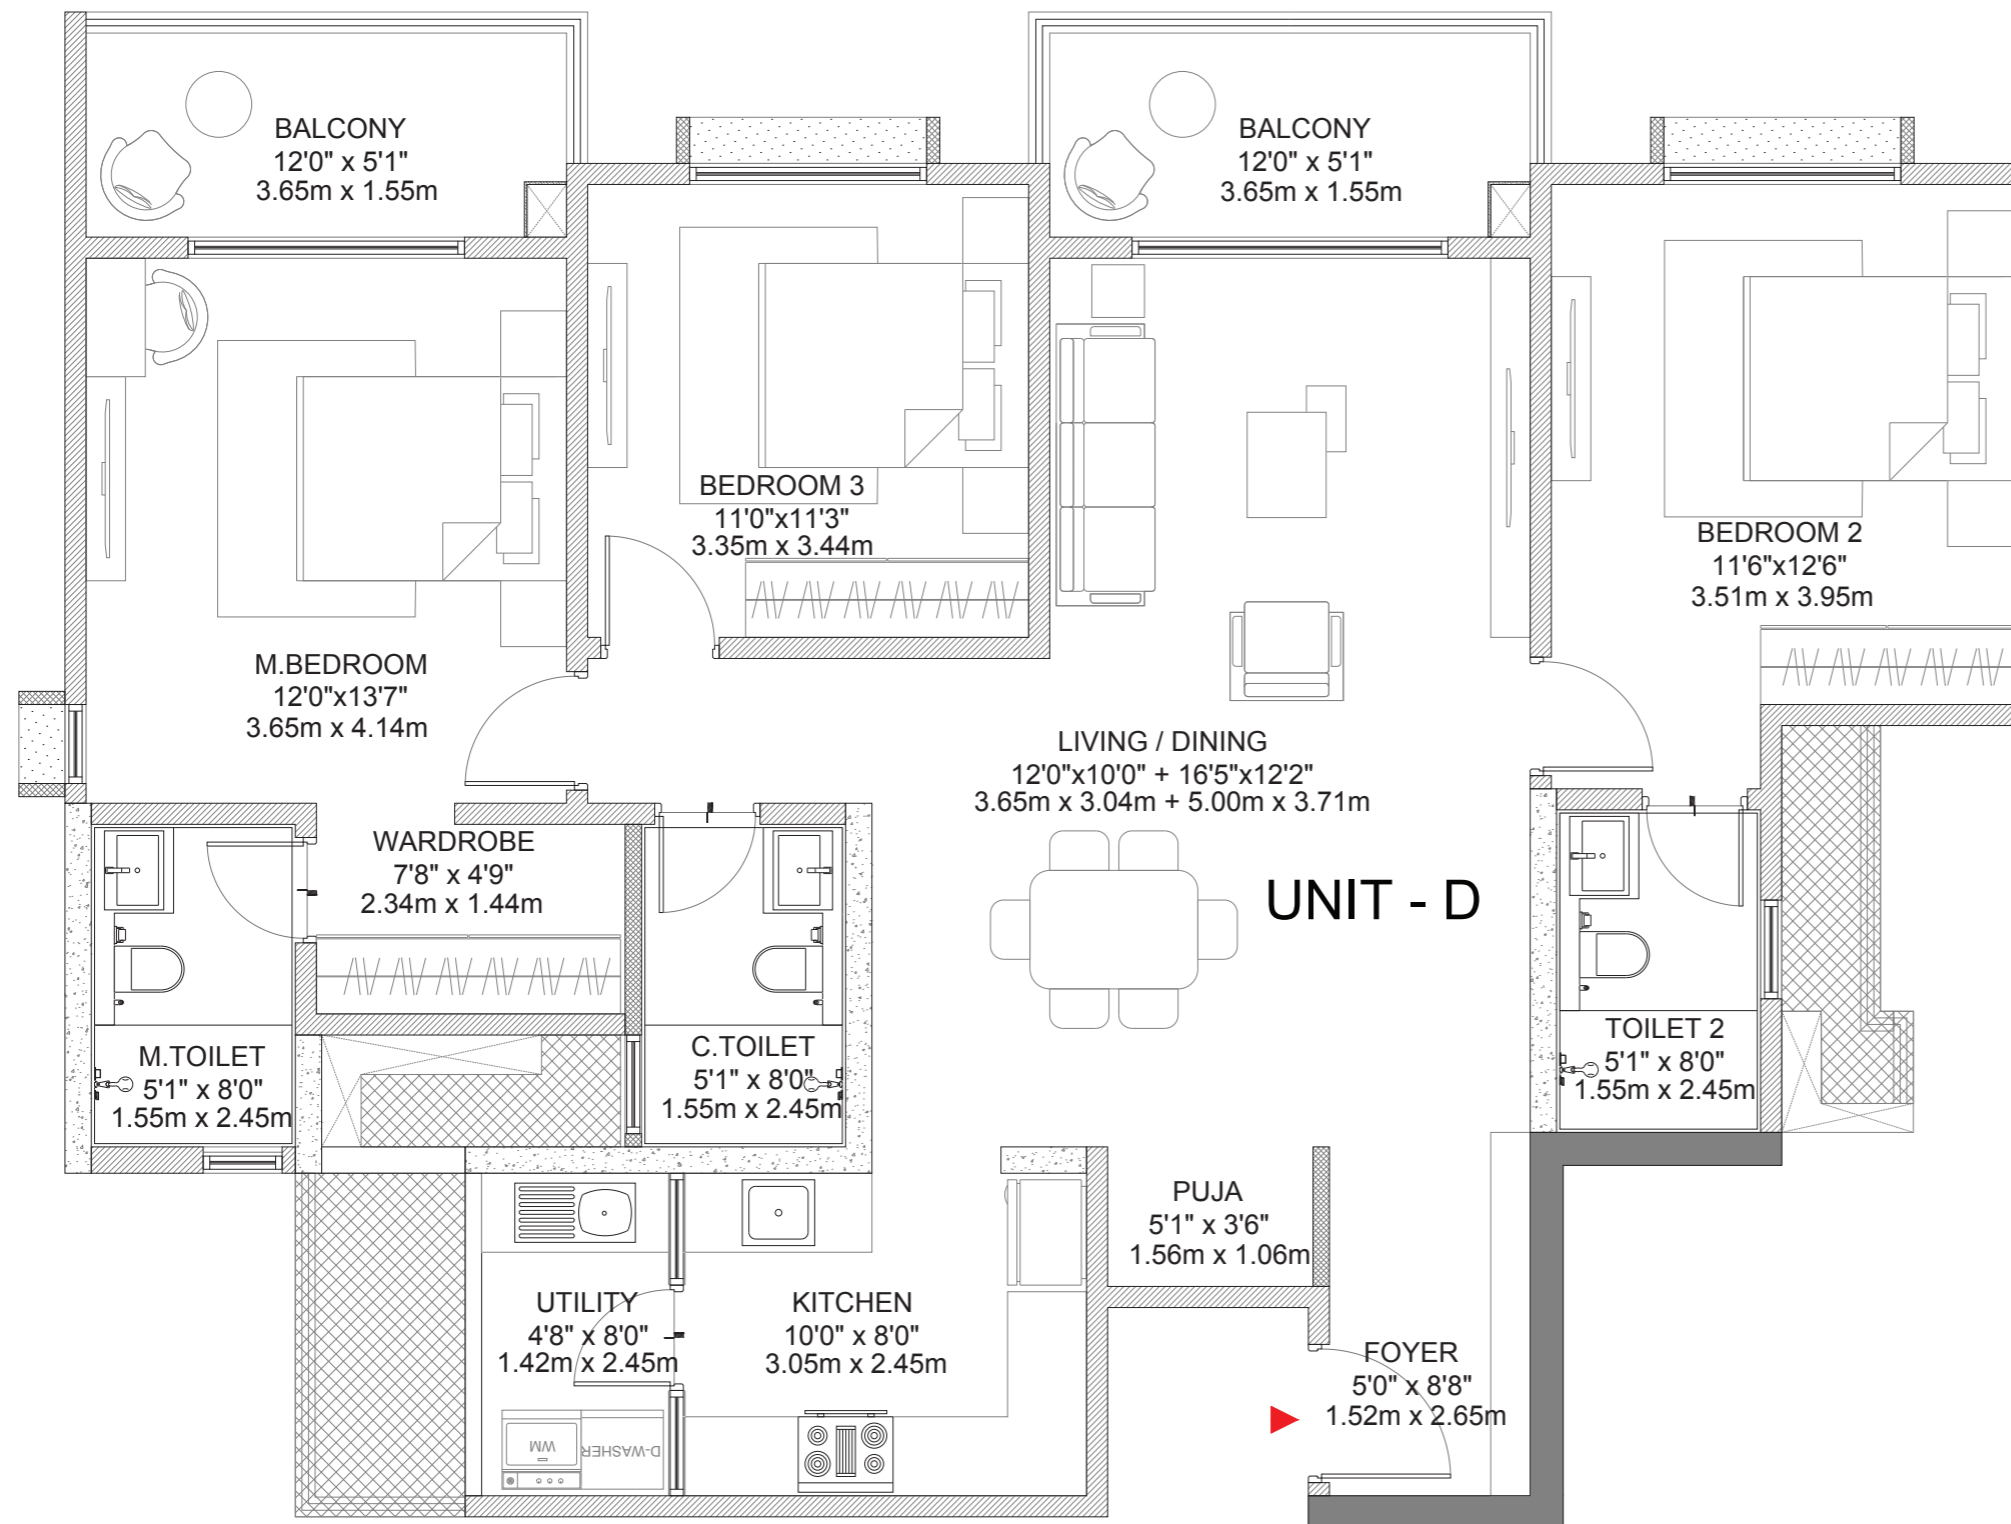 BALCONY
12'0" x 5'1"
3.65m x 1.55m
BALCONY
12'0" x 5'1"
3.65m x 1.55m
BEDROOM 3
11'0"x11'3"
3.35m x 3.44m
BEDROOM 2
11'6"x12'6"
3.51m x 3.95m
M.BEDROOM
12'0"x13'7"
3.65m x 4.14m
LIVING / DINING
12'0"x10'0" + 16'5"x12'2"
3.65m x 3.04m + 5.00m x 3.71m
WARDROBE
7'8" x 4'9"
2.34m x 1.44m
UNIT - D
M.TOILET
5'1" x 8'0"
1.55m x 2.45m
C.TOILET
5'1" x 8'0"
1.55m x 2.45m
TOILET 2
5'1" x 8'0"
1.55m x 2.45m
PUJA
5'1" x 3'6"
1.56m x 1.06m
UTILITY
4'8" x 8'0"
1.42m x 2.45m
KITCHEN
10'0" x 8'0"
3.05m x 2.45m
FOYER
5'0" x 8'8"
1.52m x 2.65m
WM
D-WASHER